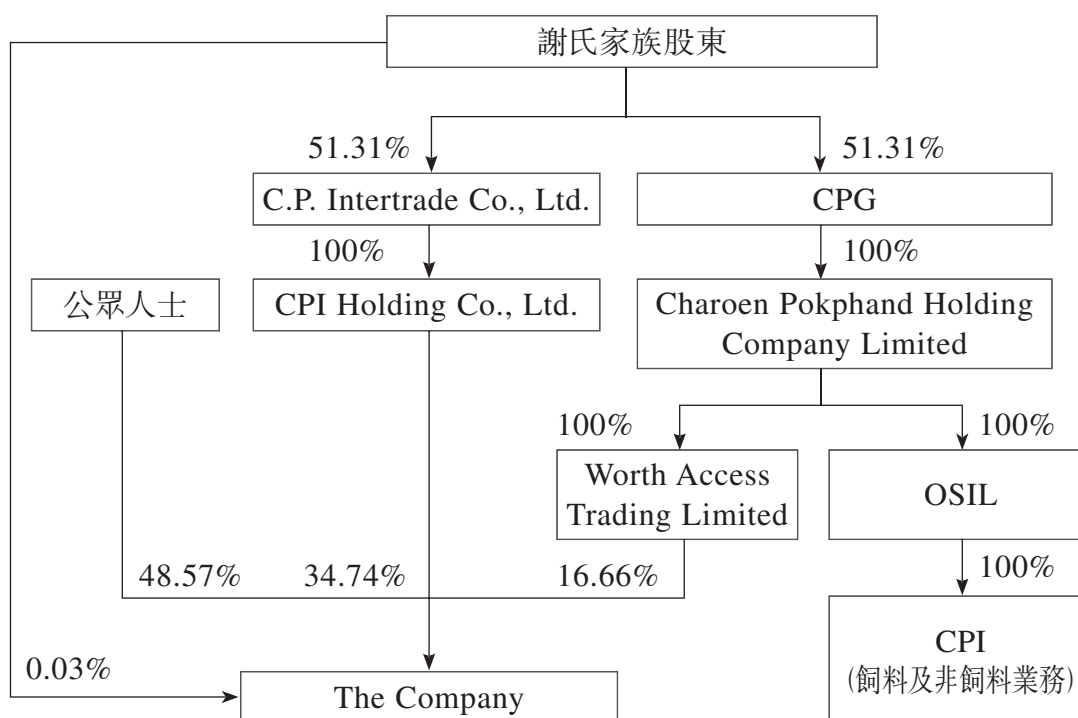 謝氏家族股東
51.31%
51.31%
C.P. Intertrade Co., Ltd.
CPG
100%
100%
公眾人士
CPI Holding Co., Ltd.
Charoen Pokphand Holding
Company Limited
100%
100%
Worth Access
Trading Limited
OSIL
48.57%
34.74%
16.66%
100%
CPI
(飼料及非飼料業務)
0.03%
The Company